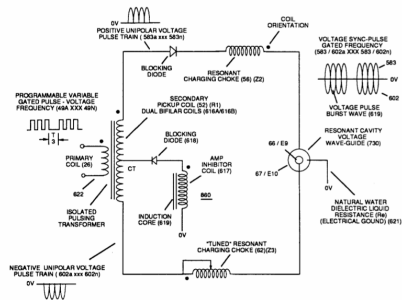 POSITIVE UNIPOLAR VOLTAGE
PULSE TRAIN (583a xxx 583n)
0V
COIL
ORIENTATION
BLOCKING
DIODE
RESONANT
CHARGING CHOKE (56) (Z2)
VOLTAGE SYNC-PULSE
GATED FREQUENCY
(583 / 602a XXX 583 / 602n)
583
602
VOLTAGE PULSE
BURST WAVE (619)
PROGRAMMABLE VARIABLE
GATED PULSE - VOLTAGE
FREQUENCY (49A XXX 49N)
T
3
SECONDARY
PICKUP COIL (52) (R1)
DUAL BIFILAR COILS (616A/616B)
BLOCKING
DIODE (618)
PRIMARY
COIL (26)
622
CT
AMP
INHIBITOR
COIL (617)
66 / E9
67 / E10
RESONANT CAVITY
VOLTAGE
WAVE-GUIDE (730)
ISOLATED
PULSING
TRANSFORMER
INDUCTION
CORE (619)
860
0V
0V
NATURAL WATER
DIELECTRIC LIQUID
RESISTANCE (Re)
(ELECTRICAL GOUND) (621)
NEGATIVE UNIPOLAR VOLTAGE
PULSE TRAIN (602a xxx 602n)
0V
"TUNED" RESONANT
CHARGING CHOKE (62)(Z3)